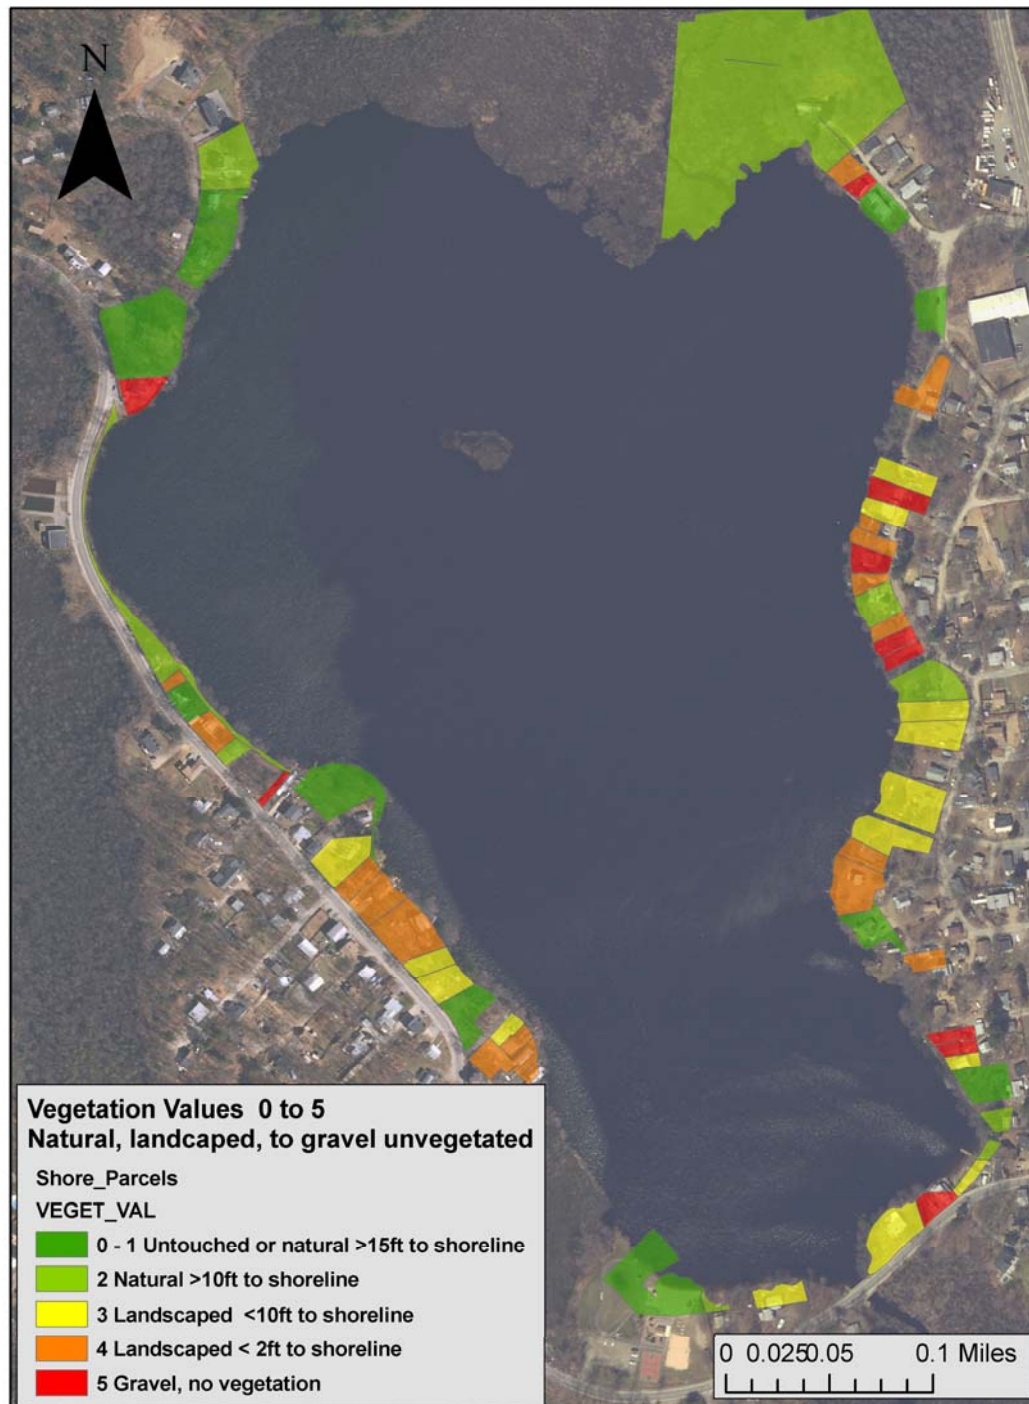 N
Vegetation Values 0 to 5
Natural, landcaped, to gravel unvegetated
Shore_Parcels
VEGET_VAL
0 - 1 Untouched or natural >15ft to shoreline
2 Natural >10ft to shoreline
3 Landscaped <10ft to shoreline
4 Landscaped < 2ft to shoreline
5 Gravel, no vegetation
0 0.0250.05 0.1 Miles